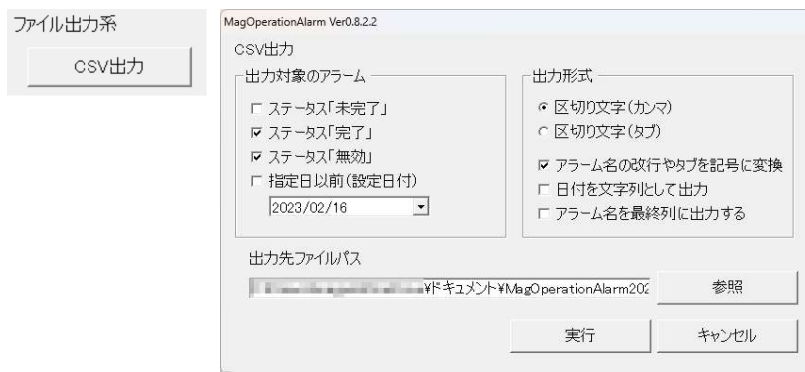 ファイル出力系
CSV出力
MagOperationAlarm Ver0.8.2.2
CSV出力
出力対象のアラーム
ステータス「未完了」
ステータス「完了」
ステータス「無効」
指定日以前(設定日付)
2023/02/16
出力形式
区切り文字(カンマ)
区切り文字(タブ)
アラーム名の改行やタブを記号に変換
日付を文字列として出力
アラーム名を最終列に出力する
出力先ファイルパス
¥ドキュメント¥MagOperationAlarm202
参照
実行
キャンセル